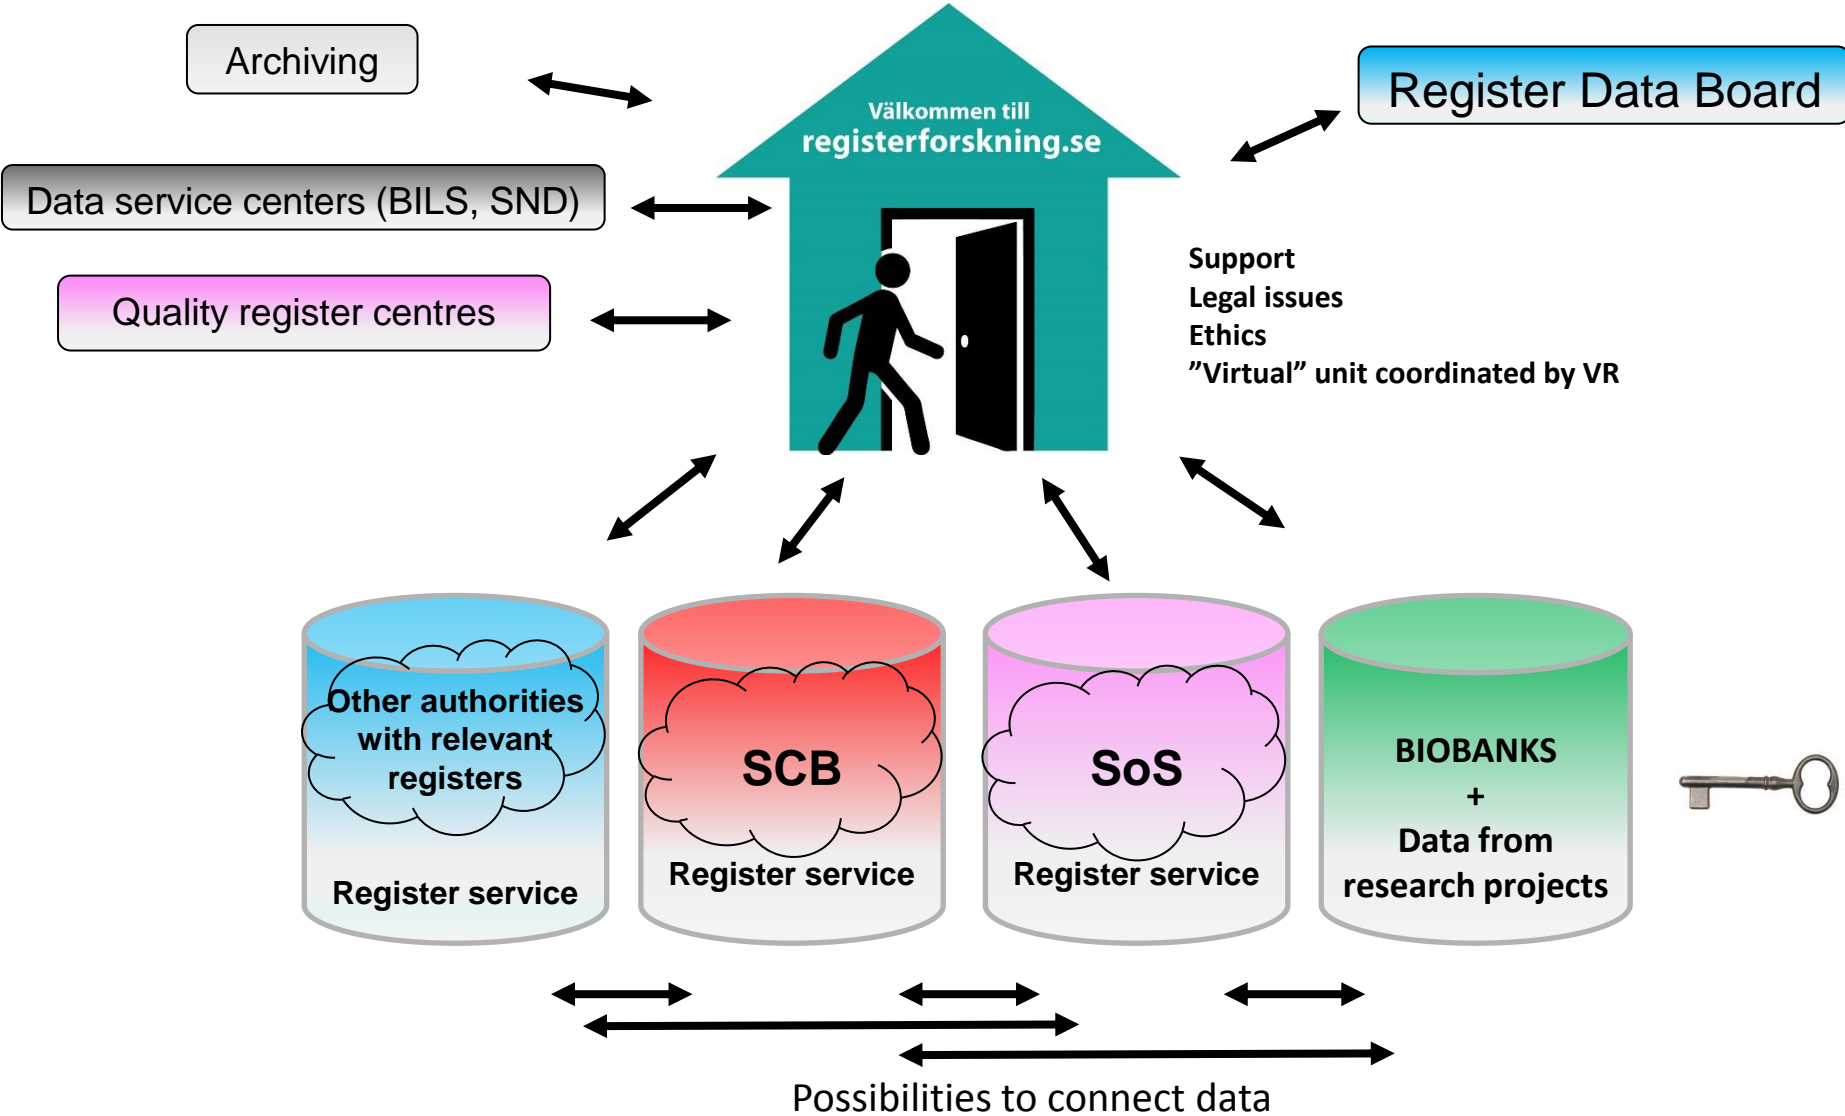 Archiving
Välkommen till
registerforskning.se
Register Data Board
Data service centers (BILS, SND)
Quality register centres
Support
Legal issues
Ethics
”Virtual” unit coordinated by VR
Other authorities
with relevant
registers
Register service
SCB
Register service
SoS
Register service
BIOBANKS
+
Data from
research projects
Possibilities to connect data